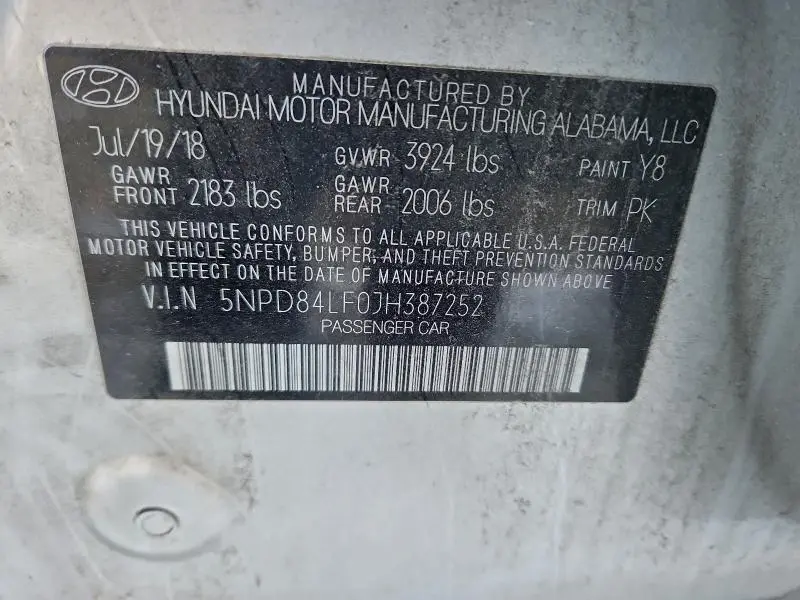 MANUFACTURED BY
HYUNDAI MOTOR MANUFACTURING ALABAMA, LLC
Jul/19/18 GVWR 3924 lbs PAINT Y8
GAWR FRONT 2183 lbs GAWR REAR 2006 lbs TRIM PK
THIS VEHICLE CONFORMS TO ALL APPLICABLE U.S.A. FEDERAL
MOTOR VEHICLE SAFETY, BUMPER, AND THEFT PREVENTION STANDARDS
IN EFFECT ON THE DATE OF MANUFACTURE SHOWN ABOVE
V.I.N 5NPD84LF0JH387252
PASSENGER CAR